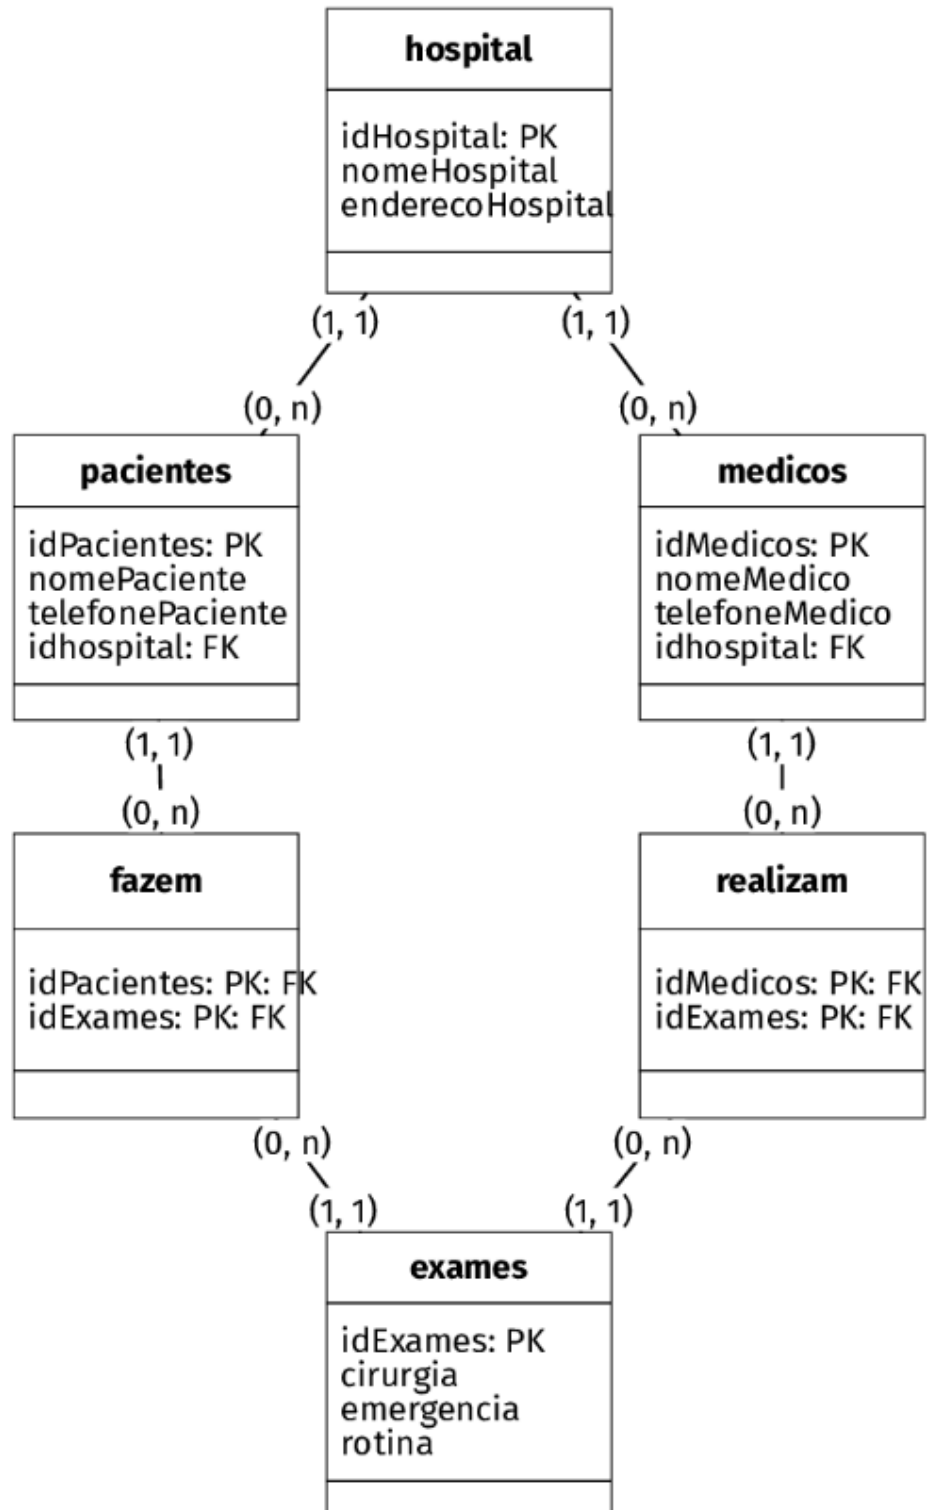 hospital
idHospital: PK
nomeHospital
enderecoHospital
(1, 1)
(1, 1)
(0, n)
(0, n)
pacientes
idPacientes: PK
nomePaciente
telefonePaciente
idhospital: FK
medicos
idMedicos: PK
nomeMedico
telefoneMedico
idhospital: FK
(1, 1)
(1, 1)
(0, n)
(0, n)
fazem
idPacientes: PK: FK
idExames: PK: FK
realizam
idMedicos: PK: FK
idExames: PK: FK
(0, n)
(0, n)
(1, 1)
(1, 1)
exames
idExames: PK
cirurgia
emergencia
rotina